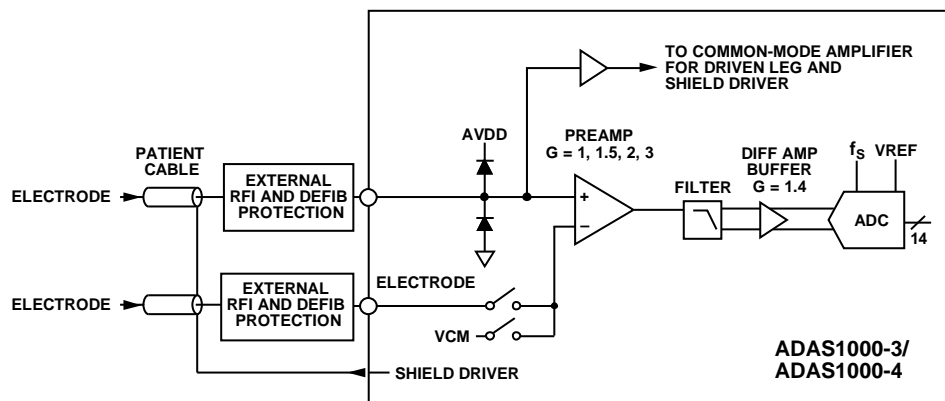 TO COMMON-MODE AMPLIFIER
FOR DRIVEN LEG AND
SHIELD DRIVER
AVDD
PREAMP
G = 1, 1.5, 2, 3
PATIENT
CABLE
DIFF AMP
BUFFER
G = 1.4
fS
VREF
ELECTRODE
EXTERNAL
RFI AND DEFIB
PROTECTION
+
–
FILTER
ADC
14
ELECTRODE
ELECTRODE
EXTERNAL
RFI AND DEFIB
PROTECTION
VCM
SHIELD DRIVER
ADAS1000-3/
ADAS1000-4